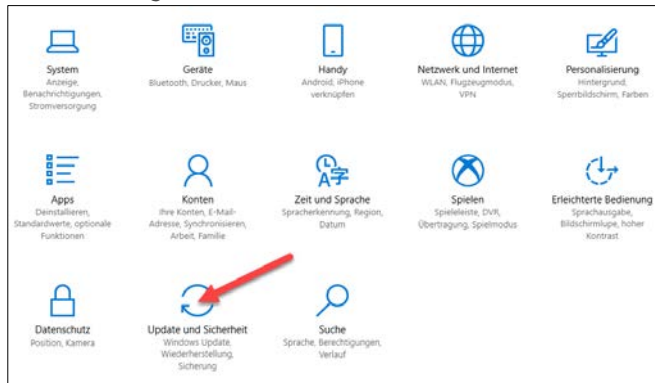 System
Anzeige,
Benachrichtigungen,
Stromversorgung
Geräte
Bluetooth, Drucker, Maus
Handy
Android, iPhone
verknüpfen
Netzwerk und Internet
WLAN, Flugzeugmodus,
VPN
Personalisierung
Hintergrund,
Sperrbildschirm, Farben
Apps
Deinstallieren,
Standardwerte, optionale
Funktionen
Konten
Ihre Konten, E-Mail-
Adresse, Synchronisieren,
Arbeit, Familie
Zeit und Sprache
Spracherkennung, Region,
Datum
Spielen
Spieleleiste, DVR,
Übertragung, Spielmodus
Erleichterte Bedienung
Sprachausgabe,
Bildschirmlupe, hoher
Kontrast
Datenschutz
Position, Kamera
Update und Sicherheit
Windows Update,
Wiederherstellung,
Sicherung
Suche
Sprache, Berechtigungen,
Verlauf